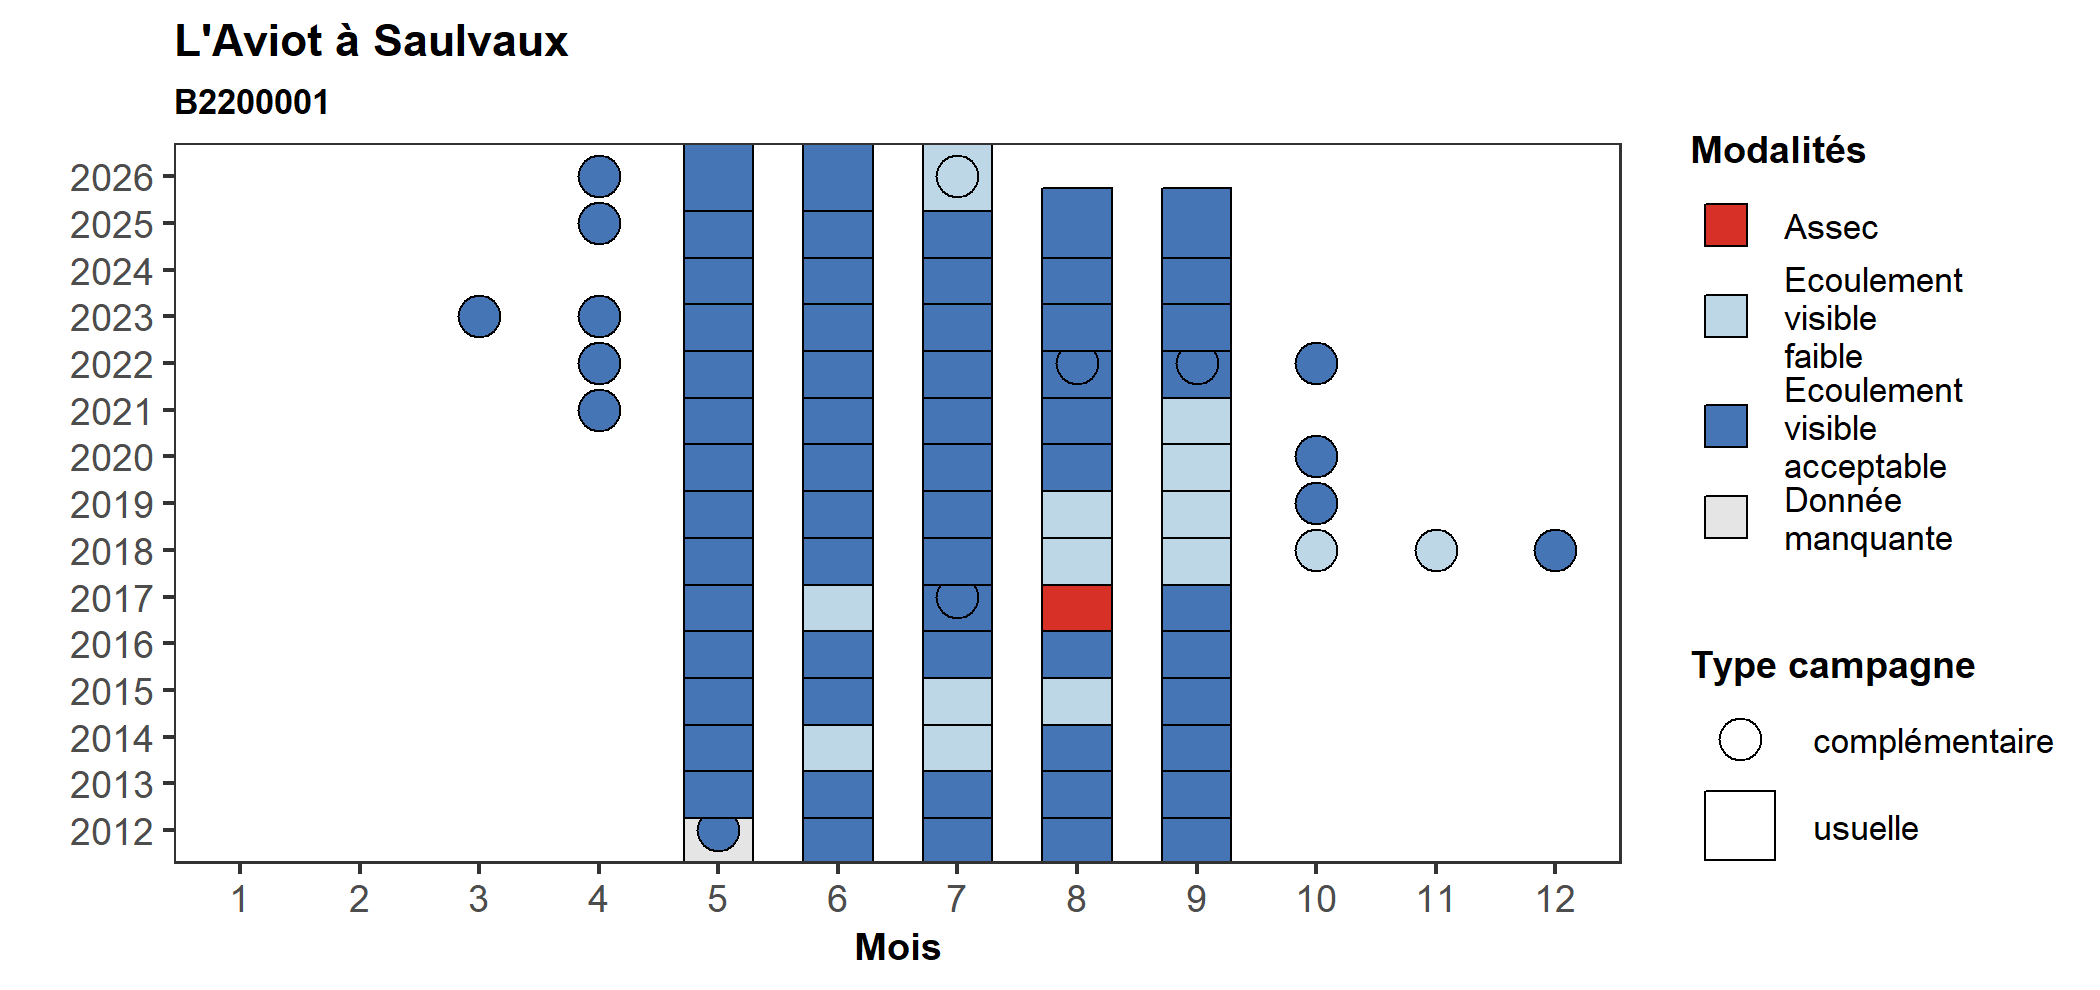 L'Aviot à Saulvaux
B2200001
2026
2025
2024
2023
2022
2021
2020
2019
2018
2017
2016
2015
2014
2013
2012
1 2 3 4 5 6 7 8 9 10 11 12
Mois
Modalités
Assec
Ecoulement
visible
faible
Ecoulement
visible
acceptable
Donnée
manquante
Type campagne
complémentaire
usuelle